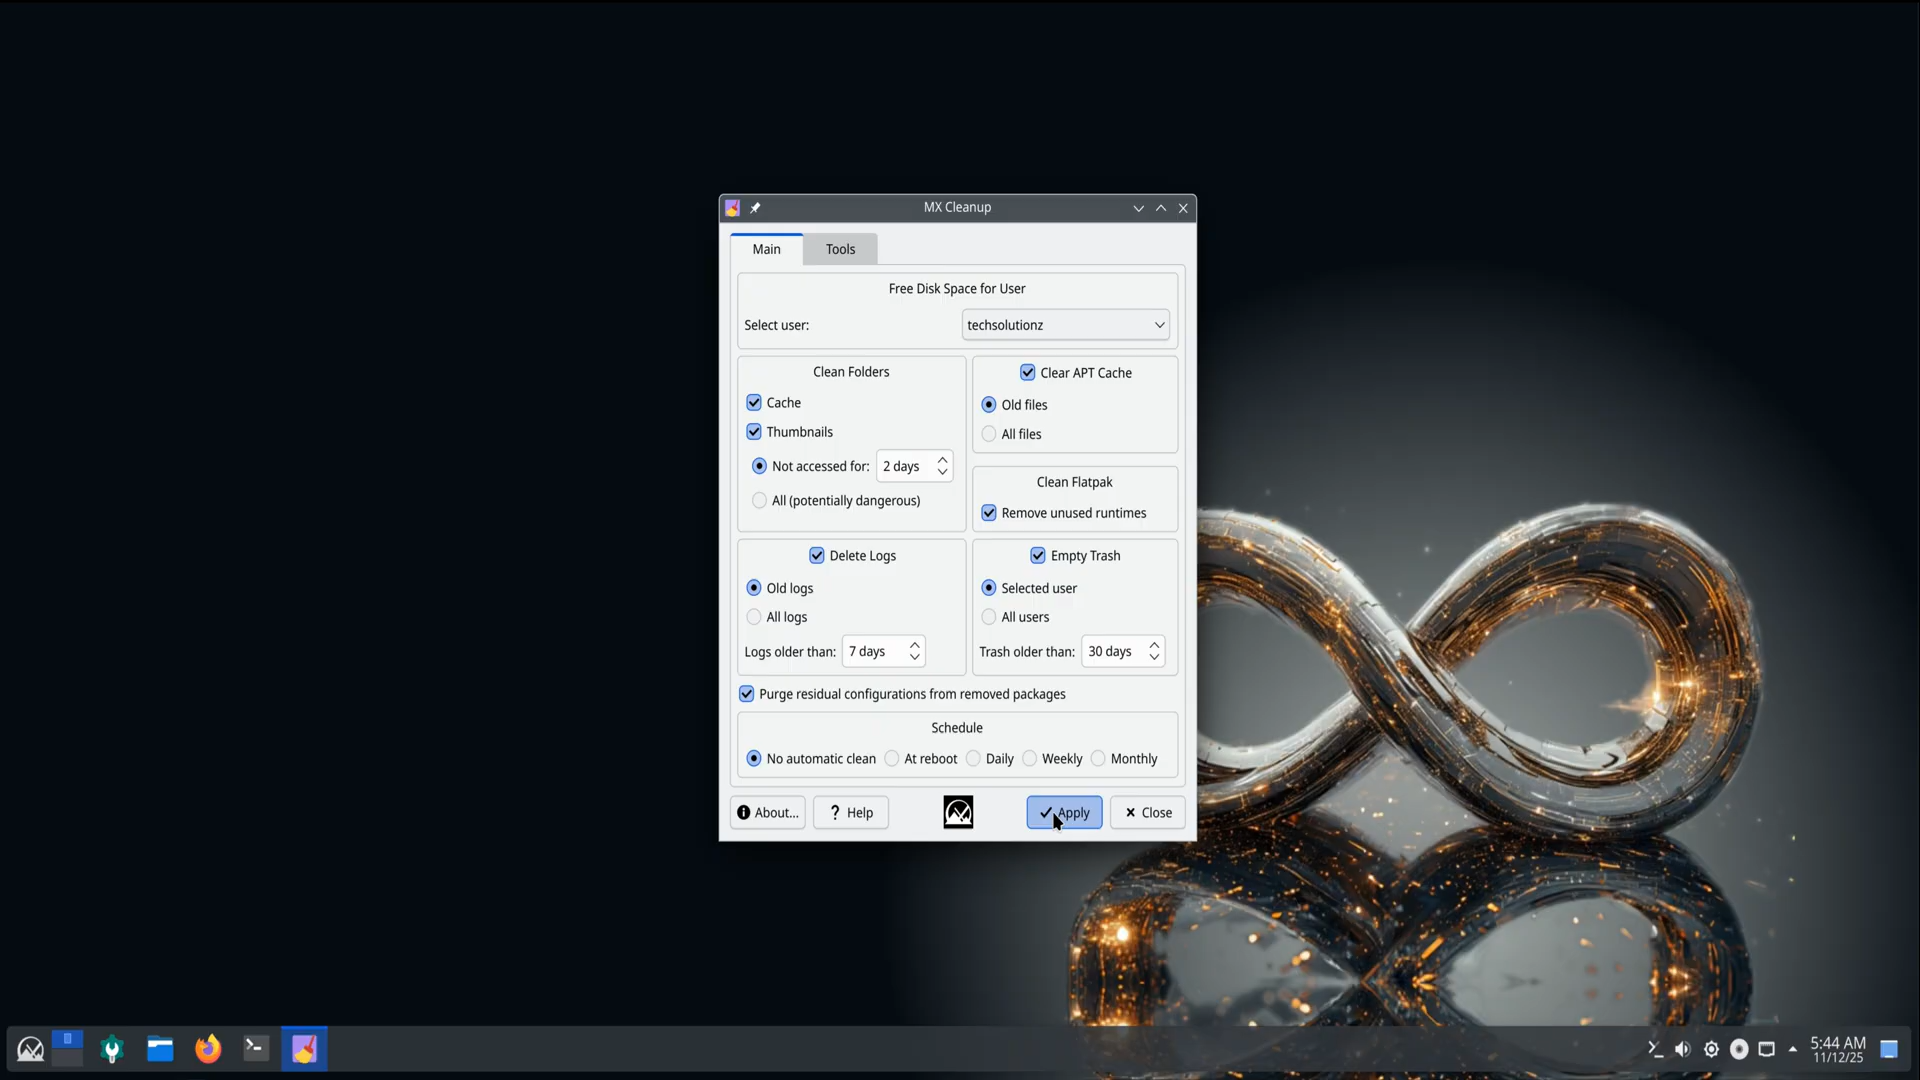 MX Cleanup
Main
Tools
Free Disk Space for User
Select user:
techsolutionz
Clean Folders
Cache
Thumbnails
Not accessed for:
2 days
All (potentially dangerous)
Clear APT Cache
Old files
All files
Clean Flatpak
Remove unused runtimes
Delete Logs
Old logs
All logs
Logs older than:
7 days
Empty Trash
Selected user
All users
Trash older than:
30 days
Purge residual configurations from removed packages
Schedule
No automatic clean
At reboot
Daily
Weekly
Monthly
About...
? Help
Apply
Close
5:44 AM
11/12/25